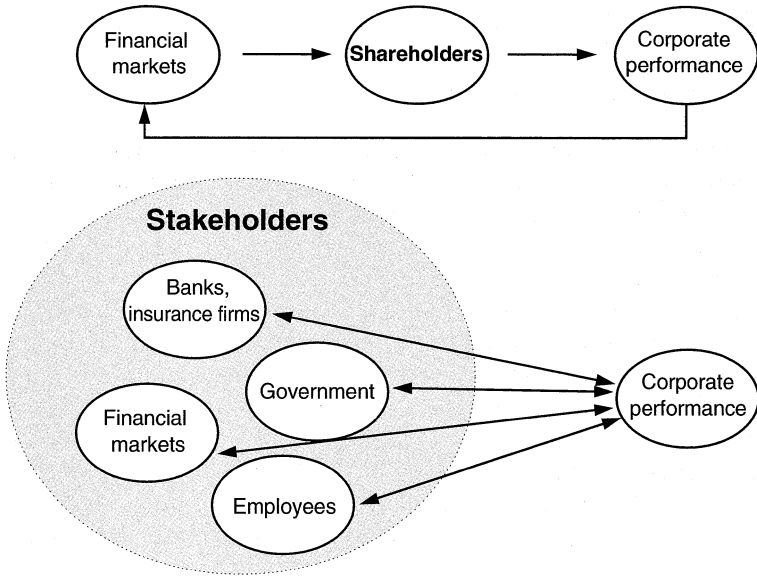 Financial
markets
Shareholders
Corporate
performance
Stakeholders
Banks,
insurance firms
Government
Financial
markets
Employees
Corporate
performance